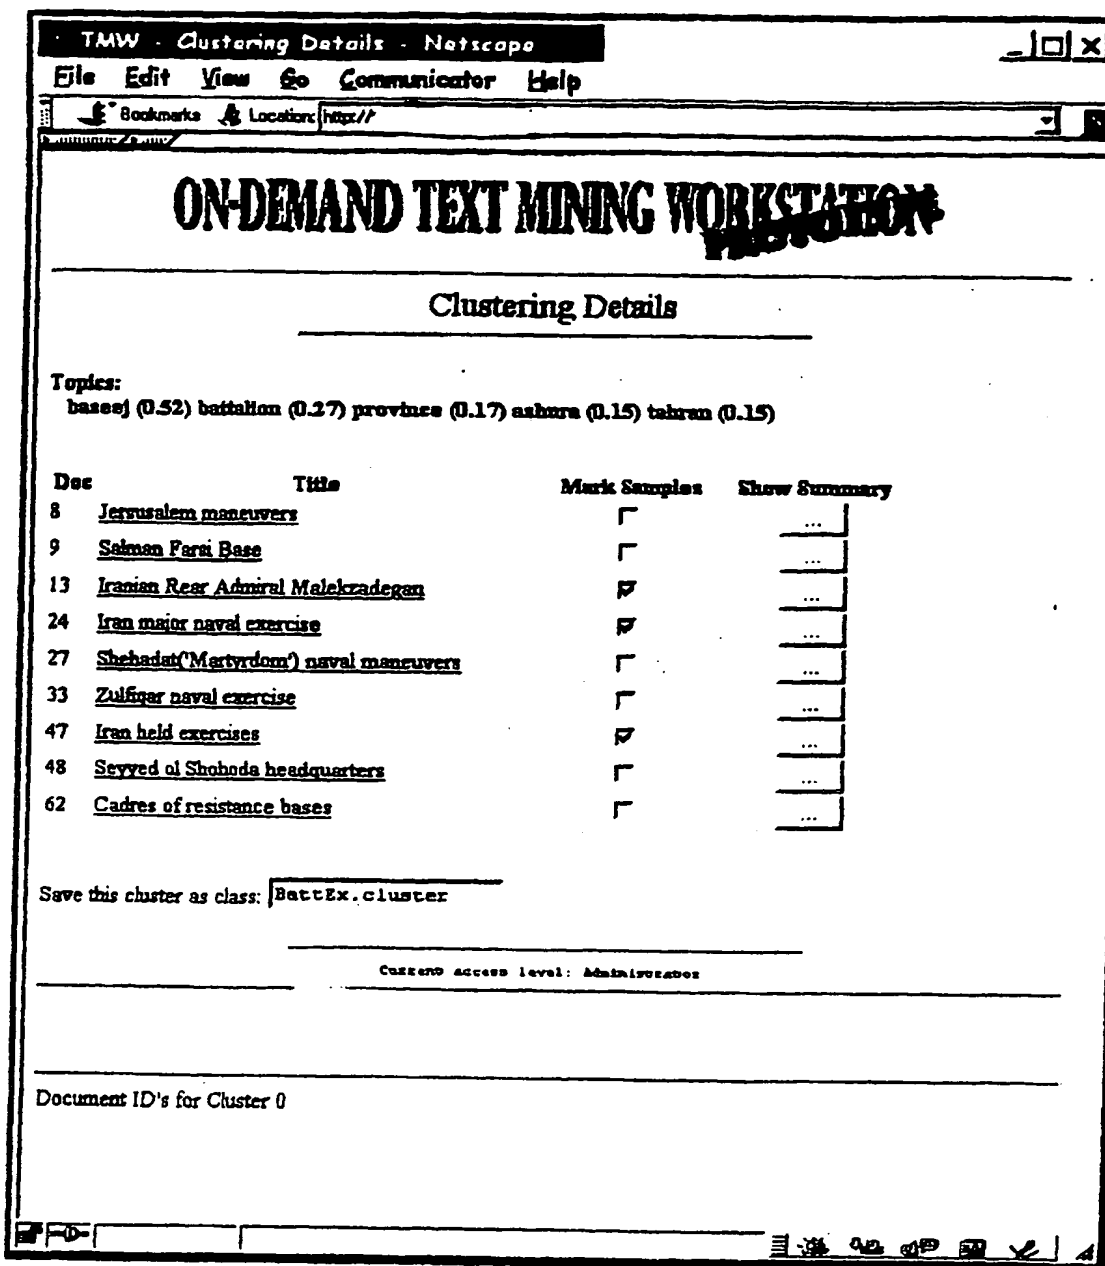 TMW - Clustering Details - Netscape
File Edit View Go Communicator Help
Bookmarks Location: http://
ON-DEMAND TEXT MINING WORKSTATION
Clustering Details
Topics:
baseej (0.52) battalion (0.27) province (0.17) ashura (0.15) tehran (0.15)
Doc Title Mark Samples Show Summary
8 Jersusalem maneuvers ...
9 Salman Farsi Base ...
13 Iranian Rear Admiral Malekzadegan ...
24 Iran major naval exercise ...
27 Shehadat('Martyrdom') naval maneuvers ...
33 Zulfiqar naval exercise ...
47 Iran held exercises ...
48 Seyyed ol Shohoda headquarters ...
62 Cadres of resistance bases ...
Save this cluster as class: BattEx.cluster
Current access level: Administrator
Document ID's for Cluster 0